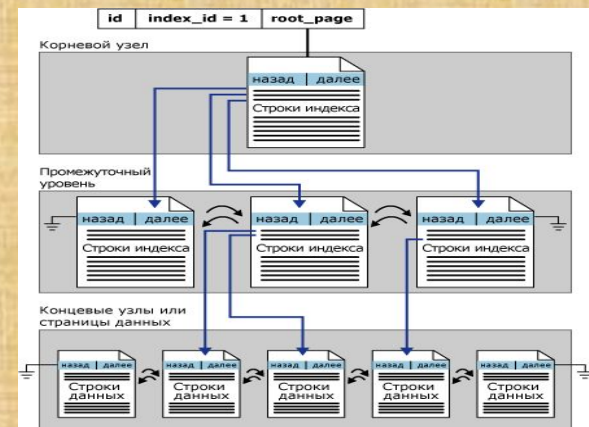 id index_id = 1 root_page
Корневой узел
назад далее
Строки индекса
Промежуточный
уровень
назад далее назад далее назад далее
Строки индекса Строки индекса Строки индекса
Концевые узлы или
страницы данных
назад далее назад далее назад далее назад далее назад далее
Строки Строки Строки Строки Строки
данных данных данных данных данных